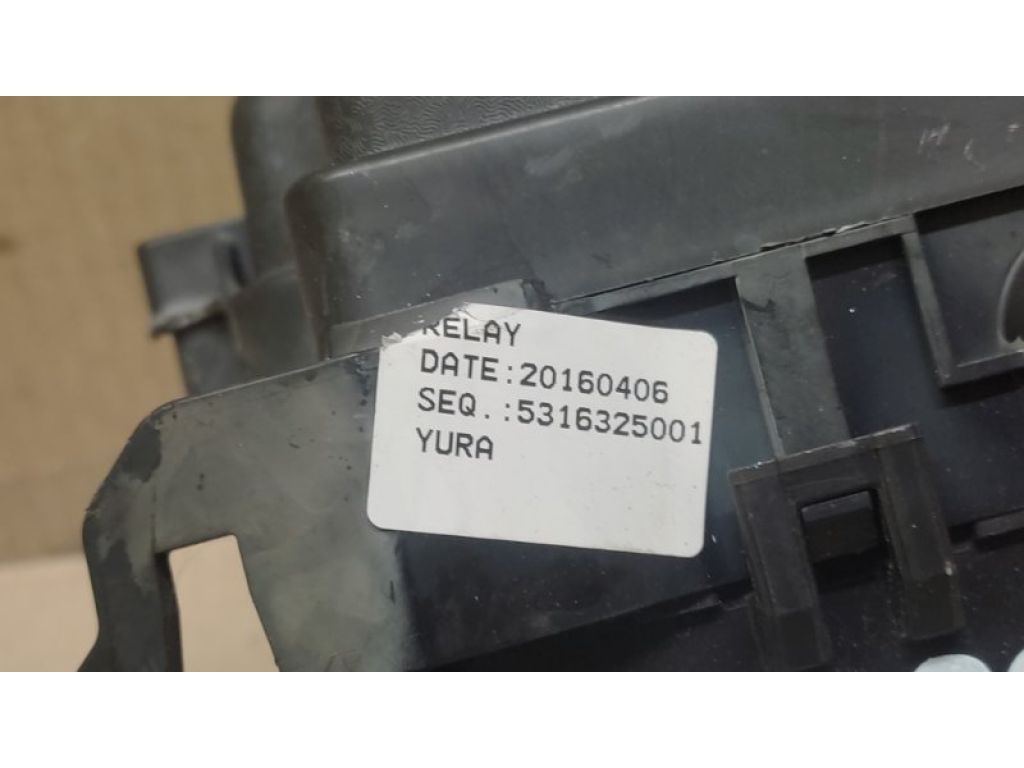 RELAY
DATE:20160406
SEQ.:5316325001
YURA